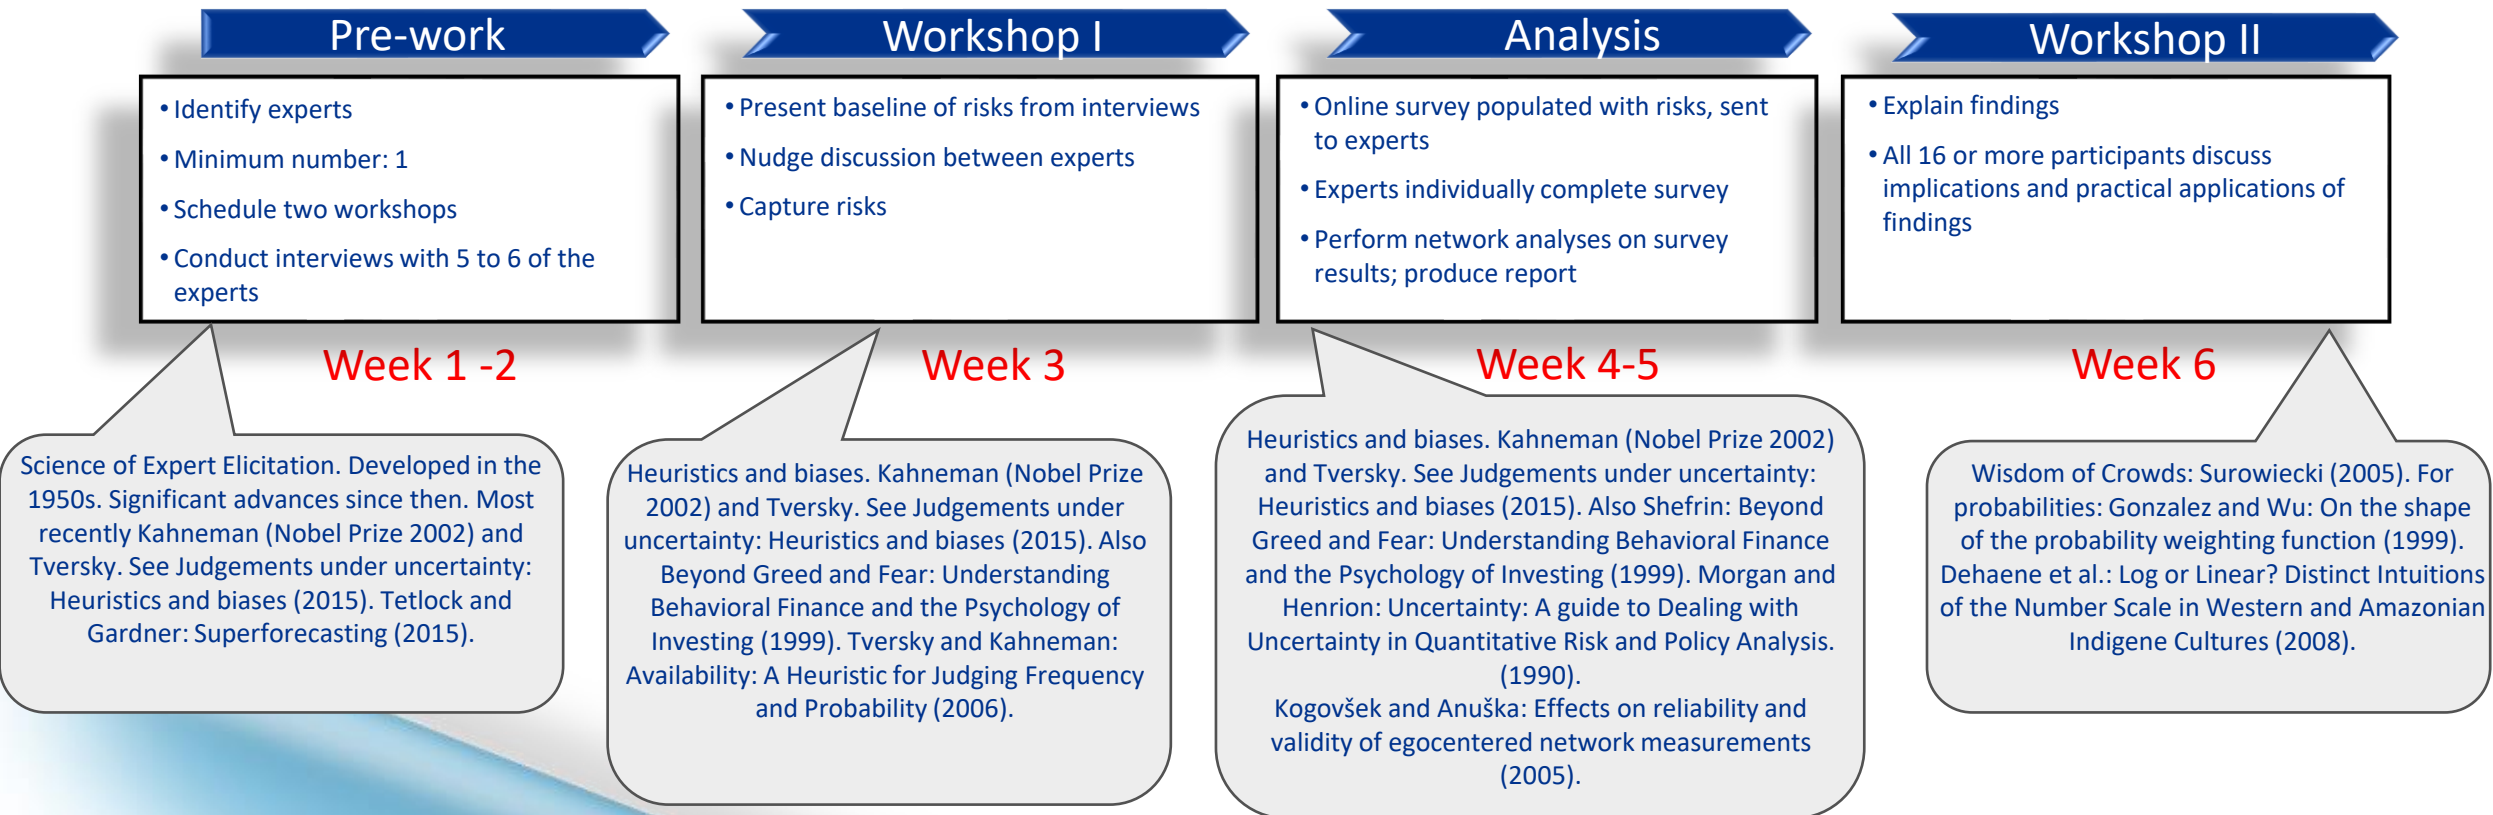 Pre-work
• Identify experts
• Minimum number: 1
• Schedule two workshops
• Conduct interviews with 5 to 6 of the
experts
Week 1 -2
Science of Expert Elicitation. Developed in the
1950s. Significant advances since then. Most
recently Kahneman (Nobel Prize 2002) and
Tversky. See Judgements under uncertainty:
Heuristics and biases (2015). Tetlock and
Gardner: Superforecasting (2015).
Workshop I
• Present baseline of risks from interviews
• Nudge discussion between experts
• Capture risks
Week 3
Heuristics and biases. Kahneman (Nobel Prize
2002) and Tversky. See Judgements under
uncertainty: Heuristics and biases (2015). Also
Beyond Greed and Fear: Understanding
Behavioral Finance and the Psychology of
Investing (1999). Tversky and Kahneman:
Availability: A Heuristic for Judging Frequency
and Probability (2006).
Analysis
• Online survey populated with risks, sent
to experts
• Experts individually complete survey
• Perform network analyses on survey
results; produce report
Week 4-5
Heuristics and biases. Kahneman (Nobel Prize 2002)
and Tversky. See Judgements under uncertainty:
Heuristics and biases (2015). Also Shefrin: Beyond
Greed and Fear: Understanding Behavioral Finance
and the Psychology of Investing (1999). Morgan and
Henrion: Uncertainty: A guide to Dealing with
Uncertainty in Quantitative Risk and Policy Analysis.
(1990).
Kogovšek and Anuška: Effects on reliability and
validity of egocentered network measurements
(2005).
Workshop II
• Explain findings
• All 16 or more participants discuss
implications and practical applications of
findings
Week 6
Wisdom of Crowds: Surowiecki (2005). For
probabilities: Gonzalez and Wu: On the shape
of the probability weighting function (1999).
Dehaene et al.: Log or Linear? Distinct Intuitions
of the Number Scale in Western and Amazonian
Indigene Cultures (2008).